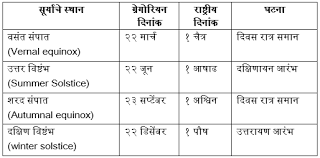 सूर्याचे स्थान ग्रेगोरियन दिनांक राष्ट्रीय दिनांक घटना
वसंत संपात (Vernal equinox) २२ मार्च १ चैत्र दिवस रात्र समान
उत्तर विष्टंभ (Summer Solstice) २२ जून १ आषाढ दक्षिणायन आरंभ
शरद संपात (Autumnal equinox) २३ सप्टेंबर १ अश्विन दिवस रात्र समान
दक्षिण विष्टंभ (winter solstice) २२ डिसेंबर १ पौष उत्तरायण आरंभ